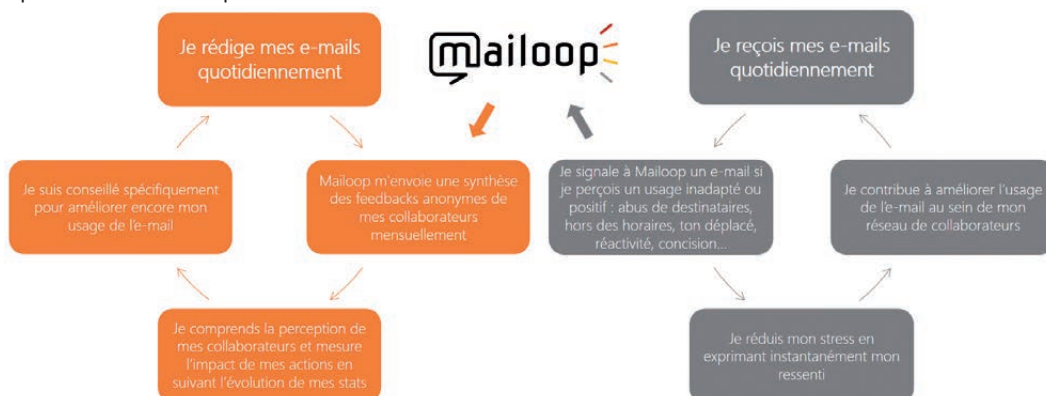 Je rédige mes e-mails
quotidiennement
mailoop
Je reçois mes e-mails
quotidiennement
Je suis conseillé spécifiquement
pour améliorer encore mon
usage de l'e-mail
Mailoop m'envoie une synthèse
des feedbacks anonymes de
mes collaborateurs
mensuellement
Je signale à Mailoop un e-mail si
je perçois un usage inadapté ou
positif : abus de destinataires,
hors des horaires, ton déplacé,
réactivité, concision...
Je contribue à améliorer l'usage
de l'e-mail au sein de mon
réseau de collaborateurs
Je comprends la perception de
mes collaborateurs et mesure
l'impact de mes actions en
suivant l'évolution de mes stats
Je réduis mon stress en
exprimant instantanément mon
ressenti